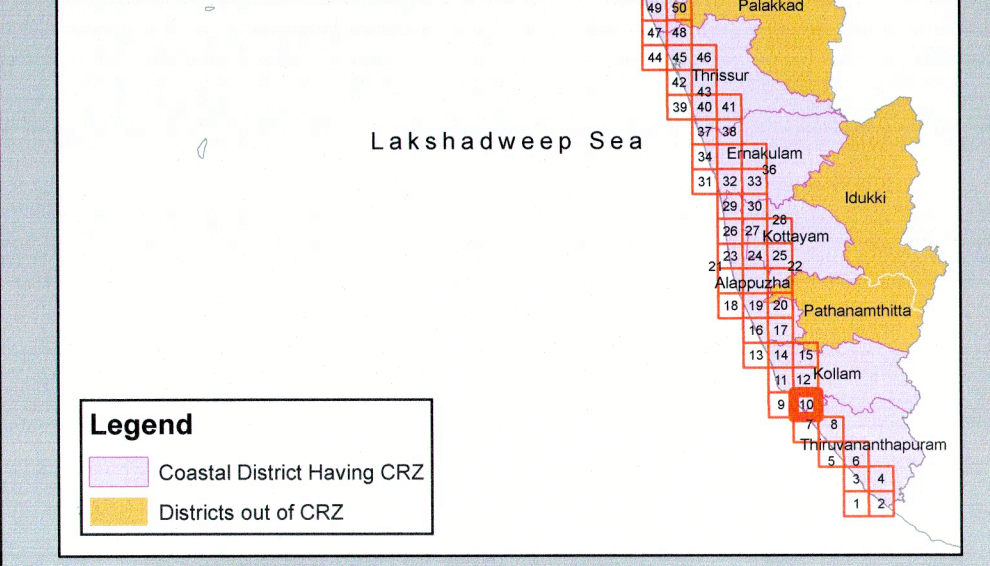 49 50 Palakkad
47 48
44 45 46
Thrissur
42
43
39 40 41
37 38
Lakshadweep Sea
34 Ernakulam
36
31 32 33
Idukki
29 30
28
26 27 Kottayam
23 24 25
21 22
Alappuzha
18 19 20 Pathanamthitta
16 17
13 14 15
Kollam
11 12
9 10
7 8
Thiruvananthapuram
5 6
3 4
1 2
Legend
Coastal District Having CRZ
Districts out of CRZ